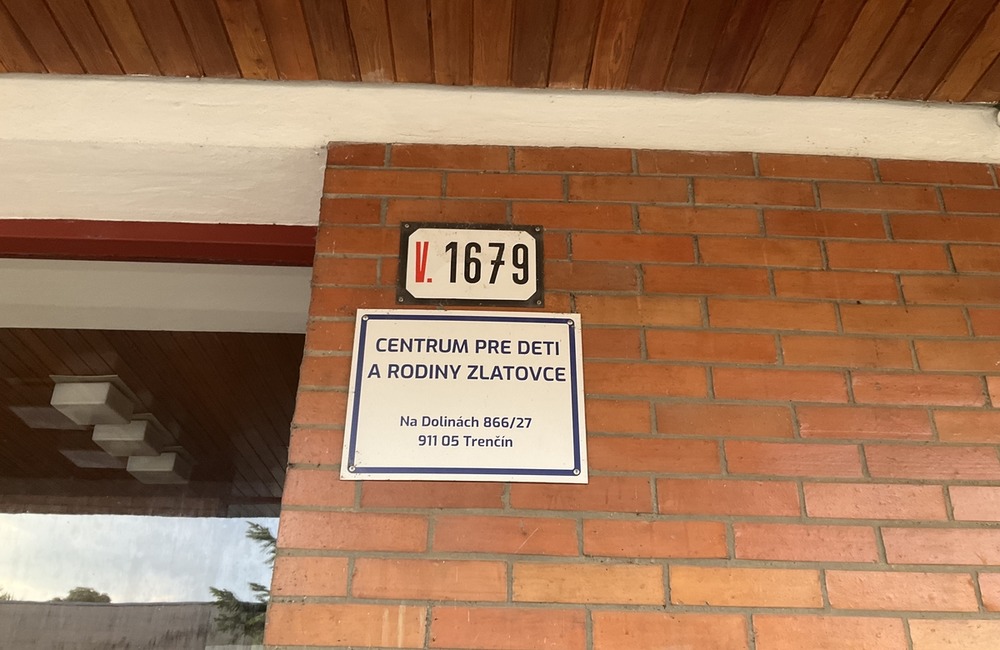 V. 1679
CENTRUM PRE DETI
A RODINY ZLATOVCE
Na Dolinách 866/27
911 05 Trenčín